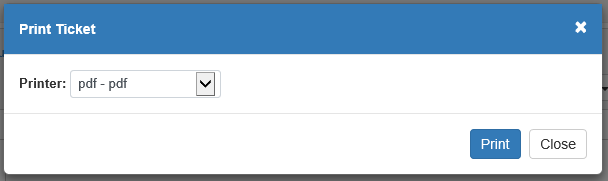 Print Ticket
Printer: pdf - pdf
Print Close